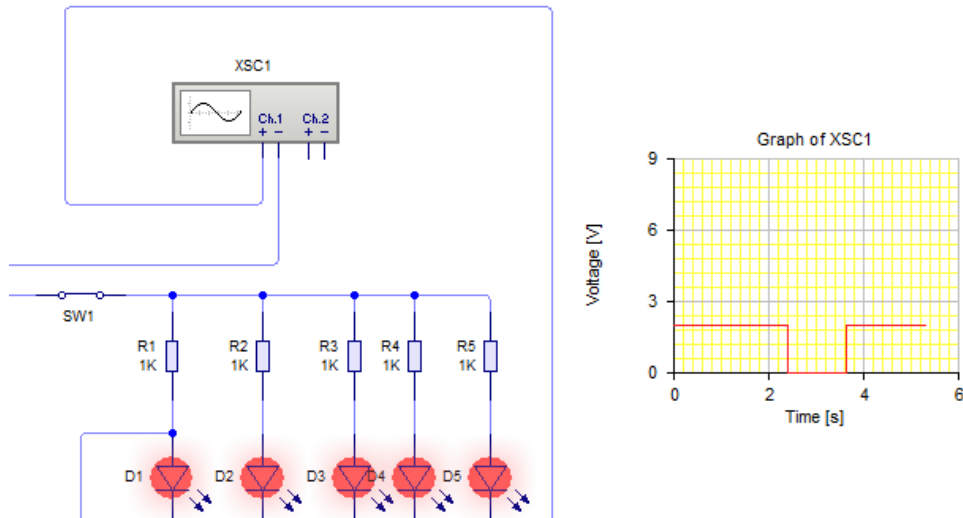 XSC1
Ch.1 Ch.2
+ − + −
SW1
R1 R2 R3 R4 R5
1K 1K 1K 1K 1K
D1 D2 D3 D4 D5
Graph of XSC1
Voltage [V]
9
6
3
0
0 2 4 6
Time [s]